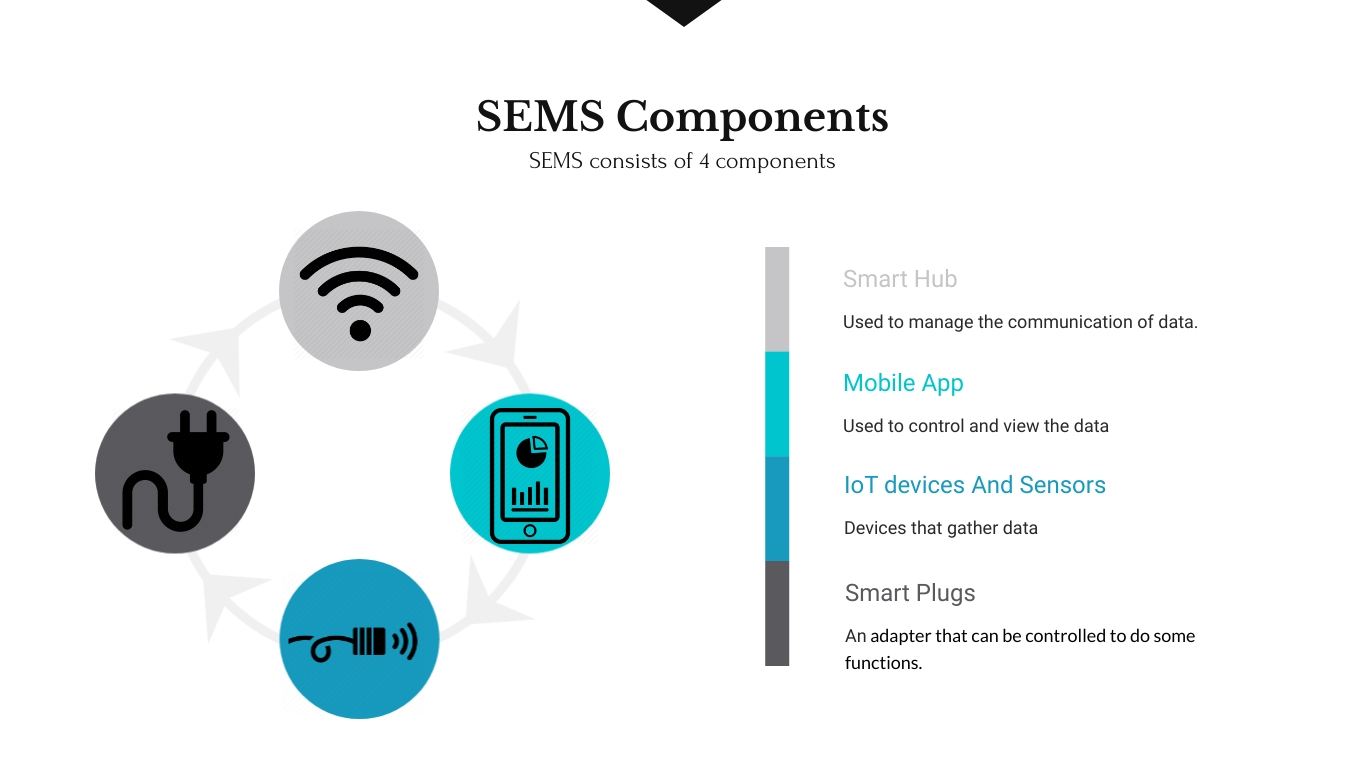 SEMS Components
SEMS consists of 4 components
Smart Hub
Used to manage the communication of data.
Mobile App
Used to control and view the data
IoT devices And Sensors
Devices that gather data
Smart Plugs
An adapter that can be controlled to do some
functions.